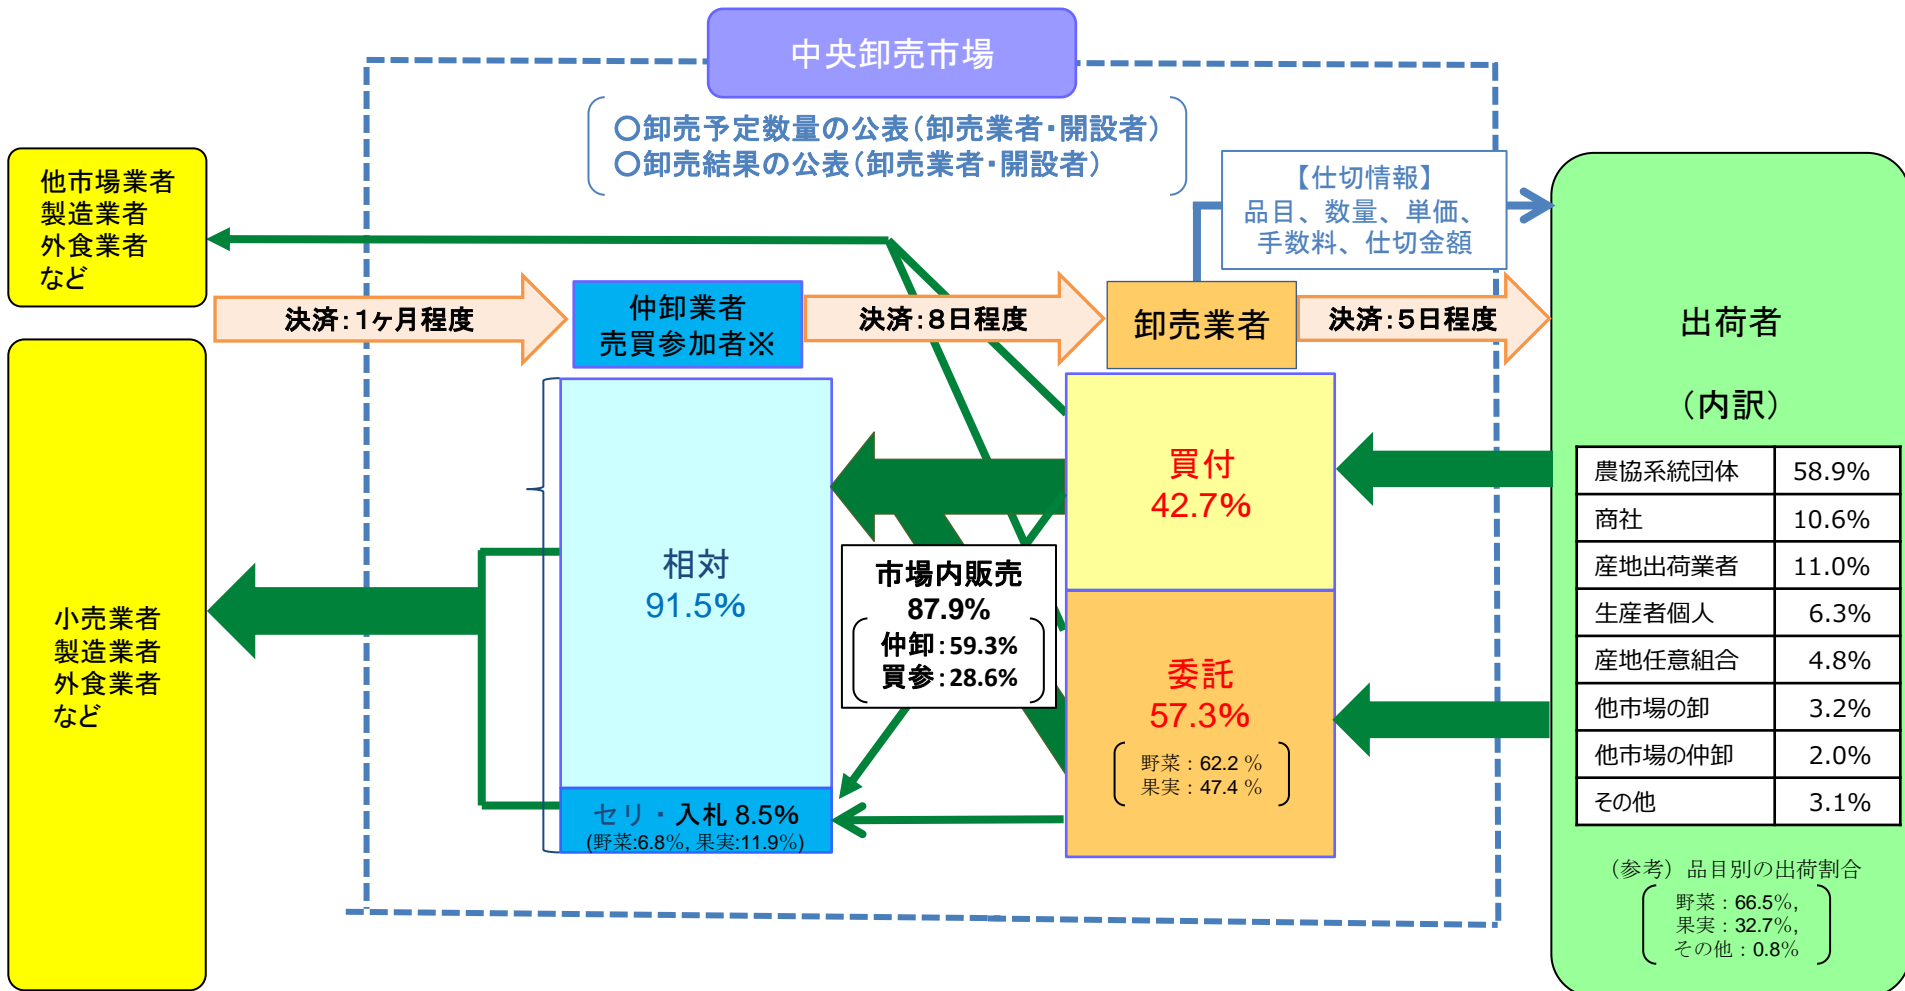 中央卸売市場
○卸売予定数量の公表(卸売業者・開設者)
○卸売結果の公表(卸売業者・開設者)
【仕切情報】
品目、数量、単価、
手数料、仕切金額
他市場業者
製造業者
外食業者
など
決済:1ヶ月程度
仲卸業者
売買参加者※
決済:8日程度
卸売業者
決済:5日程度
出荷者
(内訳)
農協系統団体 58.9%
商社 10.6%
産地出荷業者 11.0%
生産者個人 6.3%
産地任意組合 4.8%
他市場の卸 3.2%
他市場の仲卸 2.0%
その他 3.1%
(参考)品目別の出荷割合
野菜:66.5%,
果実:32.7%,
その他:0.8%
買付
42.7%
委託
57.3%
野菜:62.2 %
果実:47.4 %
市場内販売
87.9%
仲卸:59.3%
買参:28.6%
相対
91.5%
セリ・入札 8.5%
(野菜:6.8%, 果実:11.9%)
小売業者
製造業者
外食業者
など